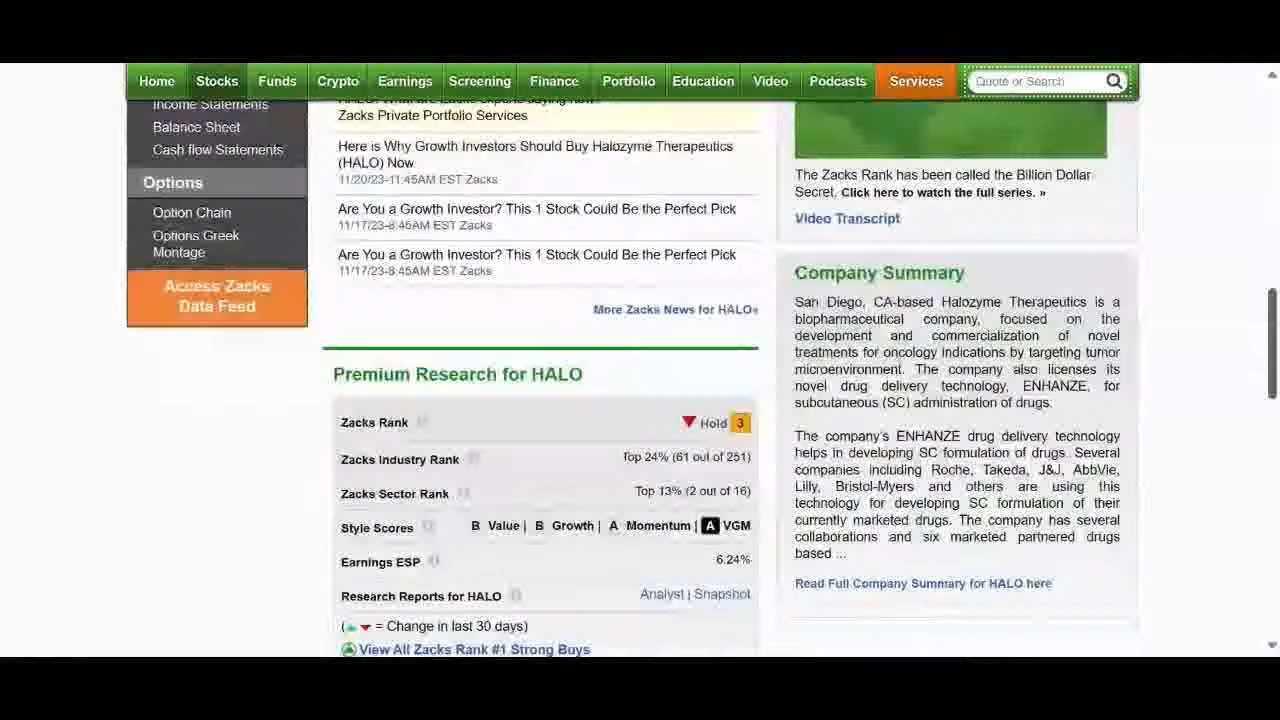 Home Stocks Funds Crypto Earnings Screening Finance Portfolio Education Video Podcasts Services Quote or Search
Income Statements
Balance Sheet
Cash flow Statements
Options
Option Chain
Options Greek
Montage
Access Zacks
Data Feed
Zacks Private Portfolio Services
Here is Why Growth Investors Should Buy Halozyme Therapeutics
(HALO) Now
11/20/23-11:45AM EST Zacks
Are You a Growth Investor? This 1 Stock Could Be the Perfect Pick
11/17/23-8:45AM EST Zacks
Are You a Growth Investor? This 1 Stock Could Be the Perfect Pick
11/17/23-8:45AM EST Zacks
More Zacks News for HALO»
Premium Research for HALO
Zacks Rank Hold 3
Zacks Industry Rank Top 24% (61 out of 251)
Zacks Sector Rank Top 13% (2 out of 16)
Style Scores B Value | B Growth | A Momentum | A VGM
Earnings ESP 6.24%
Research Reports for HALO Analyst | Snapshot
( = Change in last 30 days)
View All Zacks Rank #1 Strong Buys
The Zacks Rank has been called the Billion Dollar
Secret. Click here to watch the full series. »
Video Transcript
Company Summary
San Diego, CA-based Halozyme Therapeutics is a
biopharmaceutical company, focused on the
development and commercialization of novel
treatments for oncology indications by targeting tumor
microenvironment. The company also licenses its
novel drug delivery technology, ENHANZE, for
subcutaneous (SC) administration of drugs.
The company's ENHANZE drug delivery technology
helps in developing SC formulation of drugs. Several
companies including Roche, Takeda, J&J, AbbVie,
Lilly, Bristol-Myers and others are using this
technology for developing SC formulation of their
currently marketed drugs. The company has several
collaborations and six marketed partnered drugs
based ...
Read Full Company Summary for HALO here